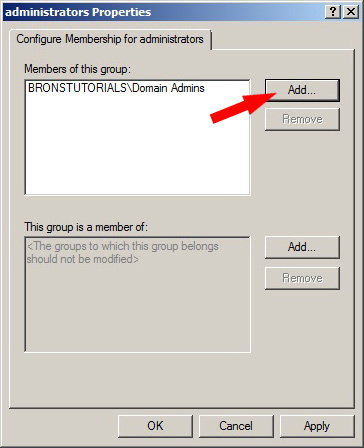 administrators Properties
Configure Membership for administrators
Members of this group:
BRONSTUTORIALS\Domain Admins
Add...
Remove
This group is a member of:
<The groups to which this group belongs
should not be modified>
Add...
Remove
OK
Cancel
Apply